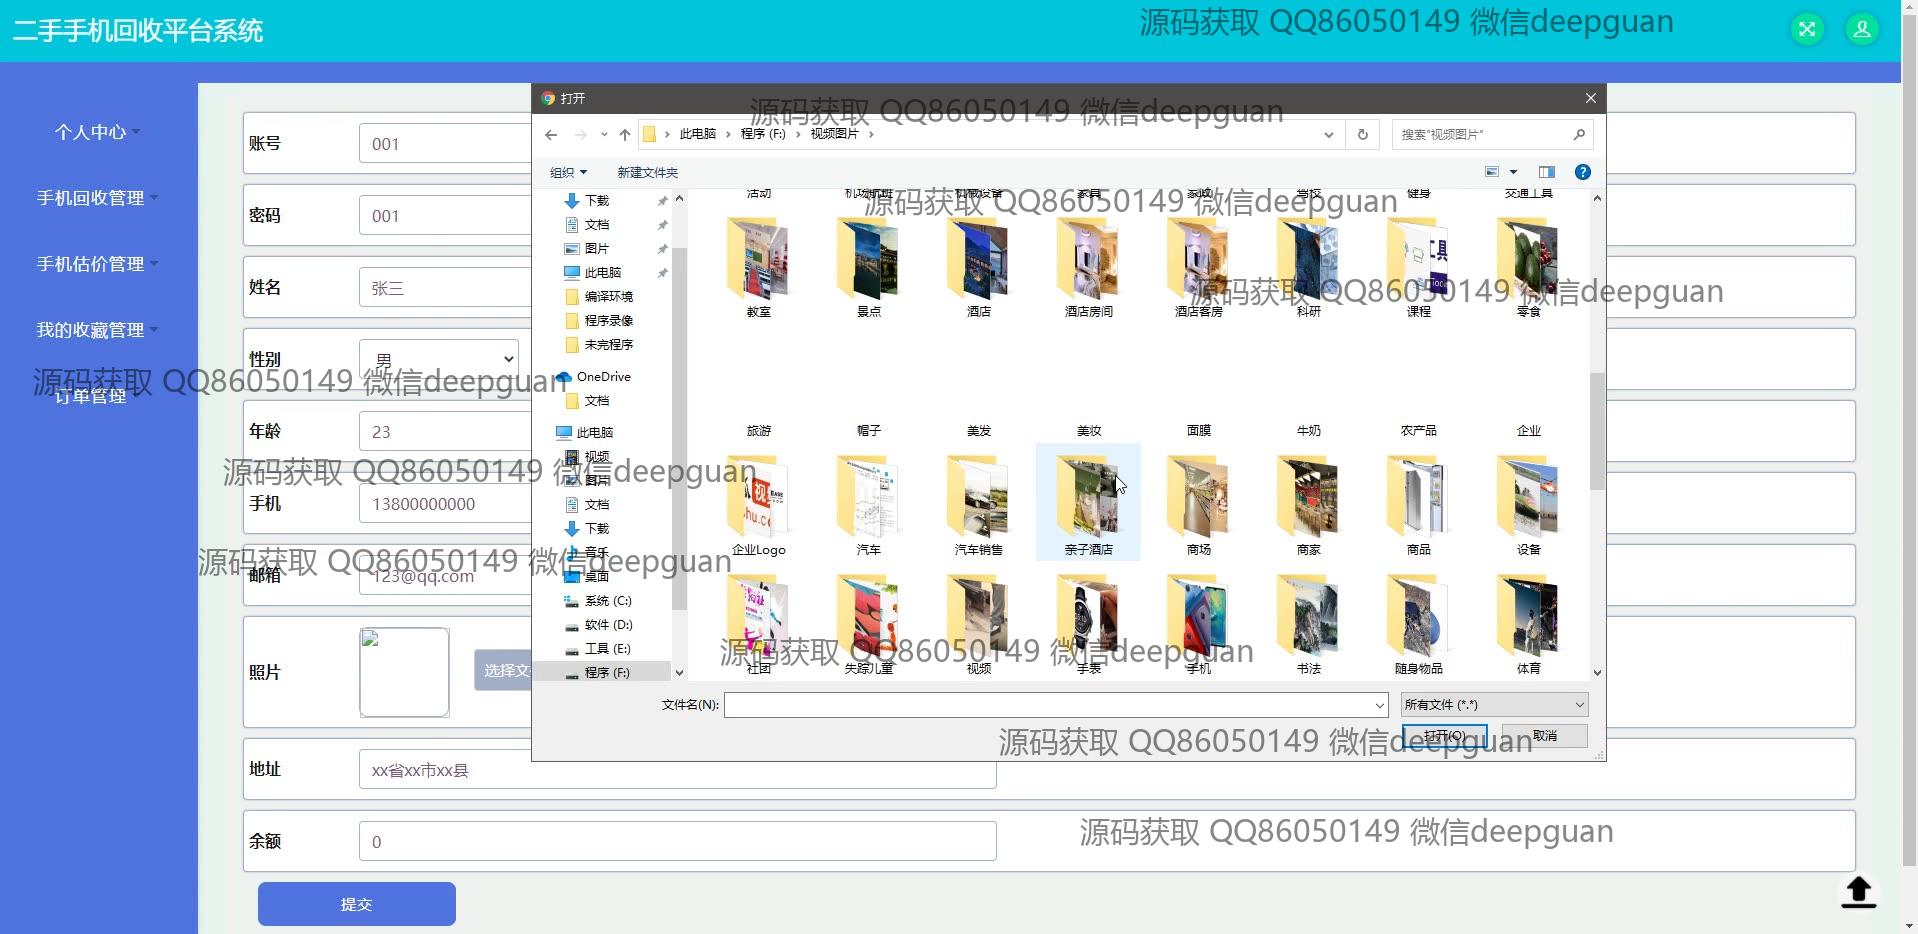 二手手机回收平台系统
源码获取 QQ86050149 微信deepguan
个人中心
手机回收管理
手机估价管理
我的收藏管理
订单管理
账号
001
密码
001
姓名
张三
性别
男
年龄
23
手机
13800000000
邮箱
123@qq.com
照片
选择文
地址
xx省xx市xx县
余额
0
提交
打开
源码获取 QQ86050149 微信deepguan
此电脑 › 程序 (F:) › 视频图片 ›
搜索"视频图片"
组织
新建文件夹
下载
文档
图片
此电脑
编译环境
程序录像
未完程序
OneDrive
文档
此电脑
视频
图片
文档
下载
音乐
桌面
系统 (C:)
软件 (D:)
工具 (E:)
程序 (F:)
活动 机场航班 机械设备 家具 家政 驾校 健身 交通工具
源码获取 QQ86050149 微信deepguan
教室 景点 酒店 酒店房间 酒店客房 科研 课程 零食
源码获取 QQ86050149 微信deepguan
旅游 帽子 美发 美妆 面膜 牛奶 农产品 企业
源码获取 QQ86050149 微信deepguan
源码获取 QQ86050149 微信deepguan
企业Logo 汽车 汽车销售 亲子酒店 商场 商家 商品 设备
源码获取 QQ86050149 微信deepguan
社团 失踪儿童 视频 手表 手机 书法 随身物品 体育
源码获取 QQ86050149 微信deepguan
文件名(N):
所有文件 (*.*)
打开(O)
取消
源码获取 QQ86050149 微信deepguan
源码获取 QQ86050149 微信deepguan